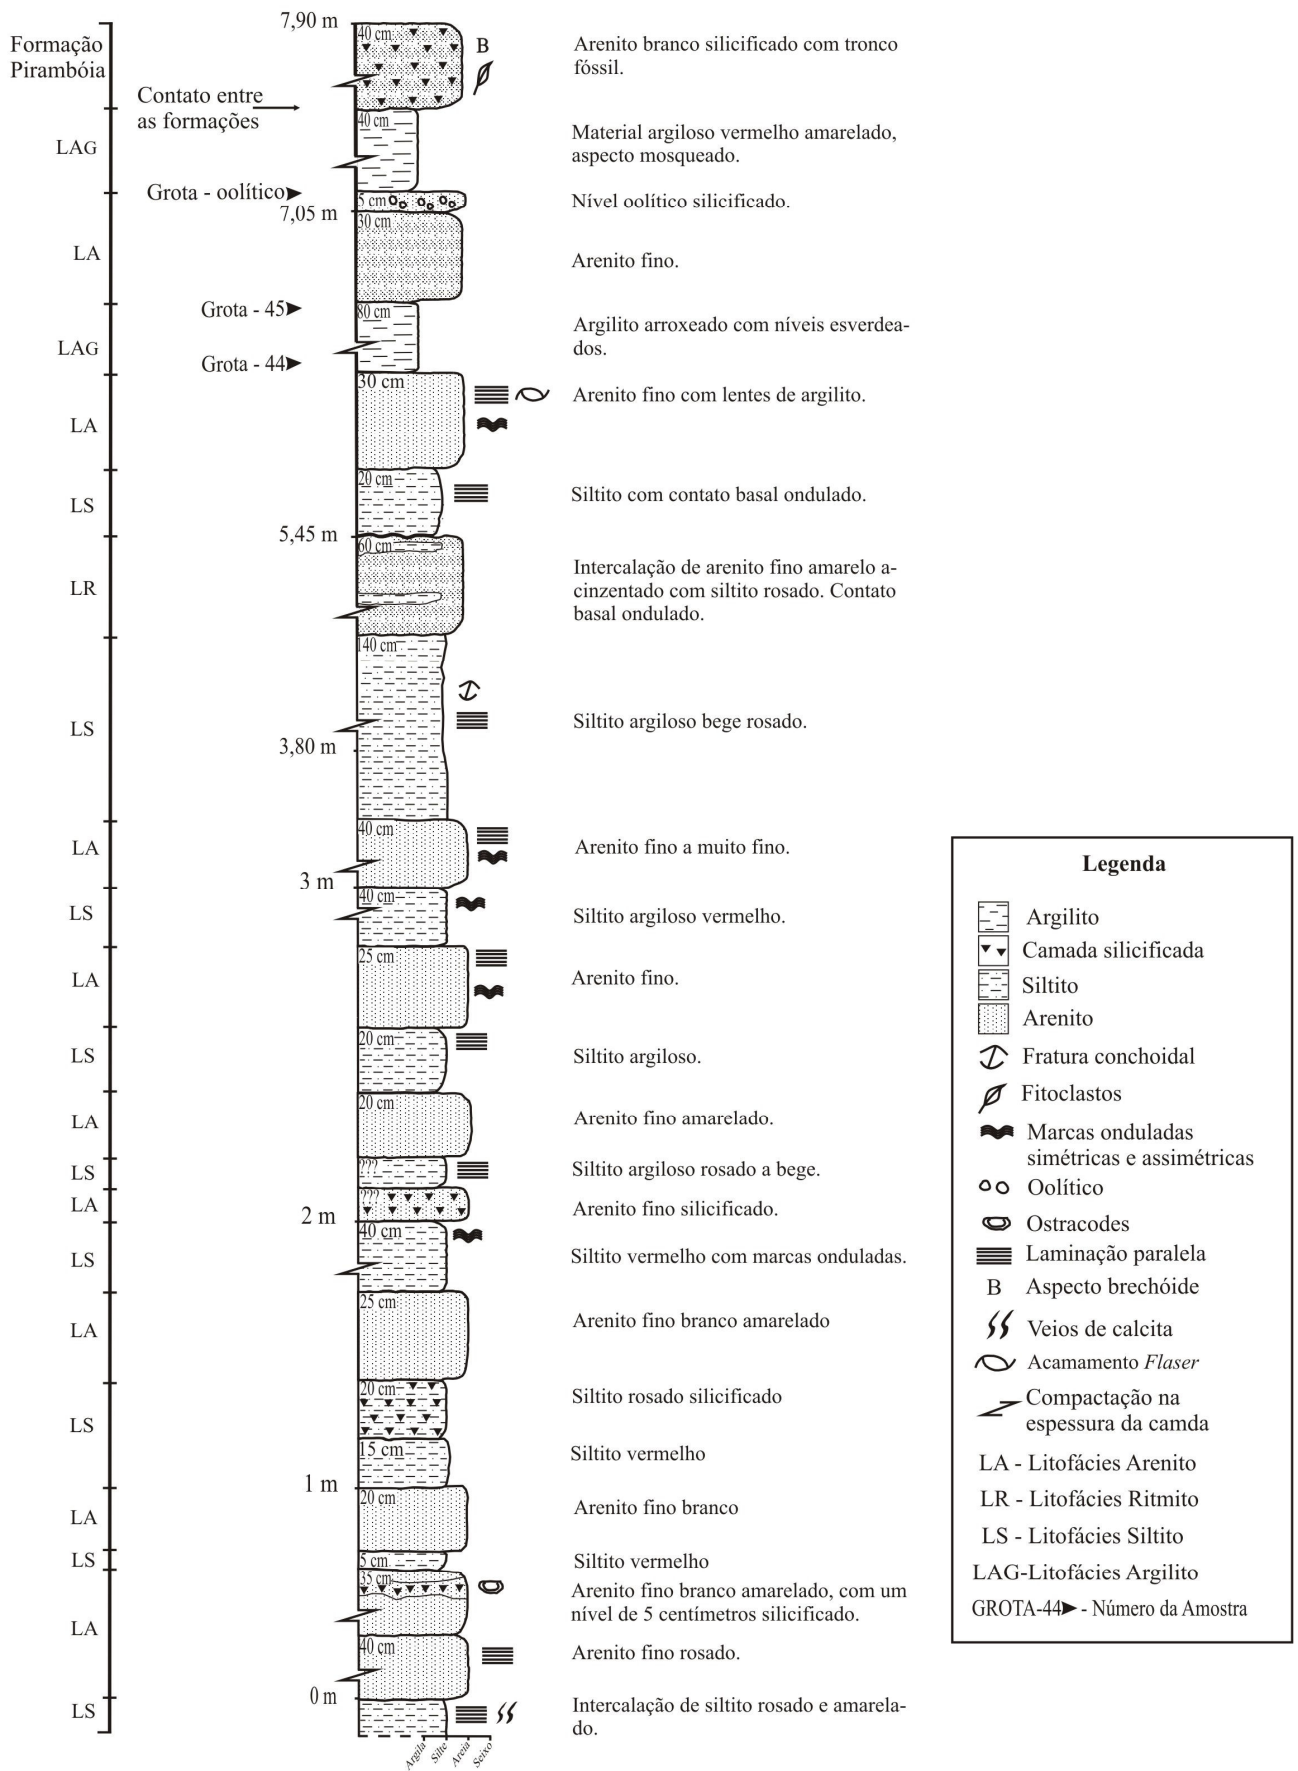 7,90 m
Formação
Pirambóia
40 cm
B
Arenito branco silicificado com tronco
fóssil.
Contato entre
as formações
LAG
40 cm
Material argiloso vermelho amarelado,
aspecto mosqueado.
Grota - oolítico
5 cm
Nível oolítico silicificado.
7,05 m
30 cm
LA
Arenito fino.
Grota - 45
80 cm
LAG
Argilito arroxeado com níveis esverdea-
dos.
Grota - 44
30 cm
Arenito fino com lentes de argilito.
LA
20 cm
LS
Siltito com contato basal ondulado.
5,45 m
60 cm
LR
Intercalação de arenito fino amarelo a-
cinzentado com siltito rosado. Contato
basal ondulado.
140 cm
LS
Siltito argiloso bege rosado.
3,80 m
40 cm
LA
Arenito fino a muito fino.
3 m
40 cm
LS
Siltito argiloso vermelho.
25 cm
LA
Arenito fino.
20 cm
LS
Siltito argiloso.
20 cm
LA
Arenito fino amarelado.
LS
???
Siltito argiloso rosado a bege.
LA
???
Arenito fino silicificado.
2 m
40 cm
LS
Siltito vermelho com marcas onduladas.
25 cm
LA
Arenito fino branco amarelado
20 cm
Siltito rosado silicificado
LS
15 cm
Siltito vermelho
1 m
20 cm
LA
Arenito fino branco
LS
5 cm
Siltito vermelho
35 cm
Arenito fino branco amarelado, com um
nível de 5 centímetros silicificado.
LA
40 cm
Arenito fino rosado.
0 m
LS
Intercalação de siltito rosado e amarela-
do.
Argila
Silte
Areia
Seixo
Legenda
Argilito
Camada silicificada
Siltito
Arenito
Fratura conchoidal
Fitoclastos
Marcas onduladas
simétricas e assimétricas
Oolítico
Ostracodes
Laminação paralela
B Aspecto brechóide
Veios de calcita
Acamamento Flaser
Compactação na
espessura da camda
LA - Litofácies Arenito
LR - Litofácies Ritmito
LS - Litofácies Siltito
LAG-Litofácies Argilito
GROTA-44 - Número da Amostra